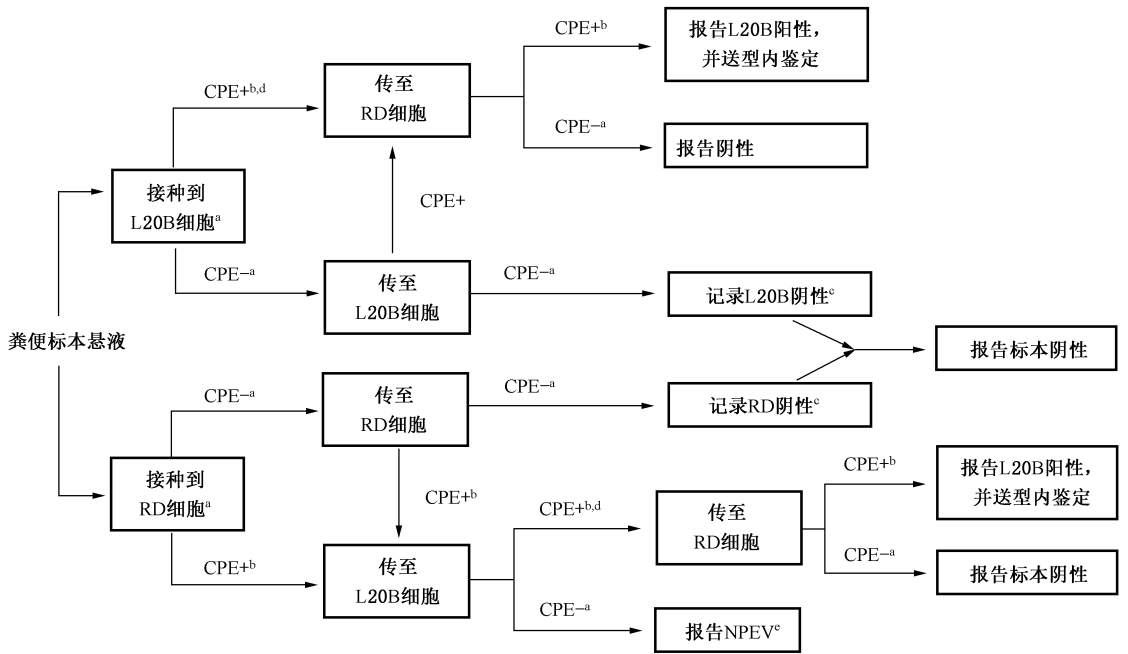 CPE+b
报告L20B阳性，
并送型内鉴定
CPE+b,d
传至
RD细胞
CPE−a
报告阴性
接种到
L20B细胞a
CPE+
CPE−a
传至
L20B细胞
CPE−a
记录L20B阴性c
粪便标本悬液
报告标本阴性
CPE−a
传至
RD细胞
CPE−a
记录RD阴性c
接种到
RD细胞a
CPE+b
CPE+b
传至
L20B细胞
CPE+b,d
传至
RD细胞
CPE+b
报告L20B阳性，
并送型内鉴定
CPE−a
报告标本阴性
CPE−a
报告NPEVe